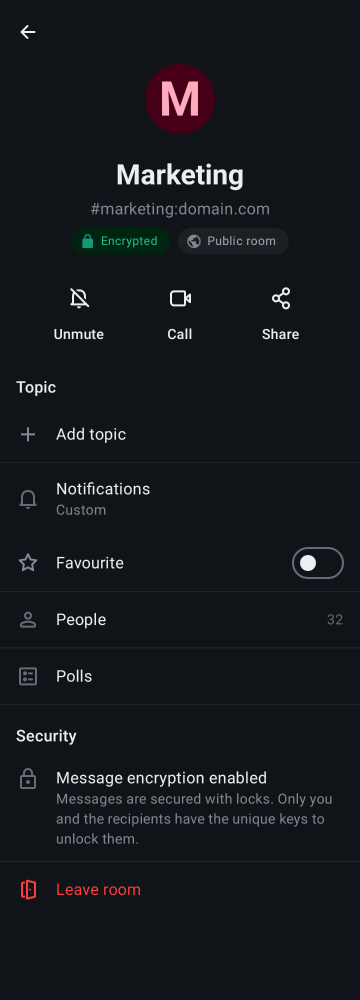 M
Marketing
#marketing:domain.com
Encrypted
Public room
Unmute
Call
Share
Topic
Add topic
Notifications
Custom
Favourite
People
32
Polls
Security
Message encryption enabled
Messages are secured with locks. Only you
and the recipients have the unique keys to
unlock them.
Leave room